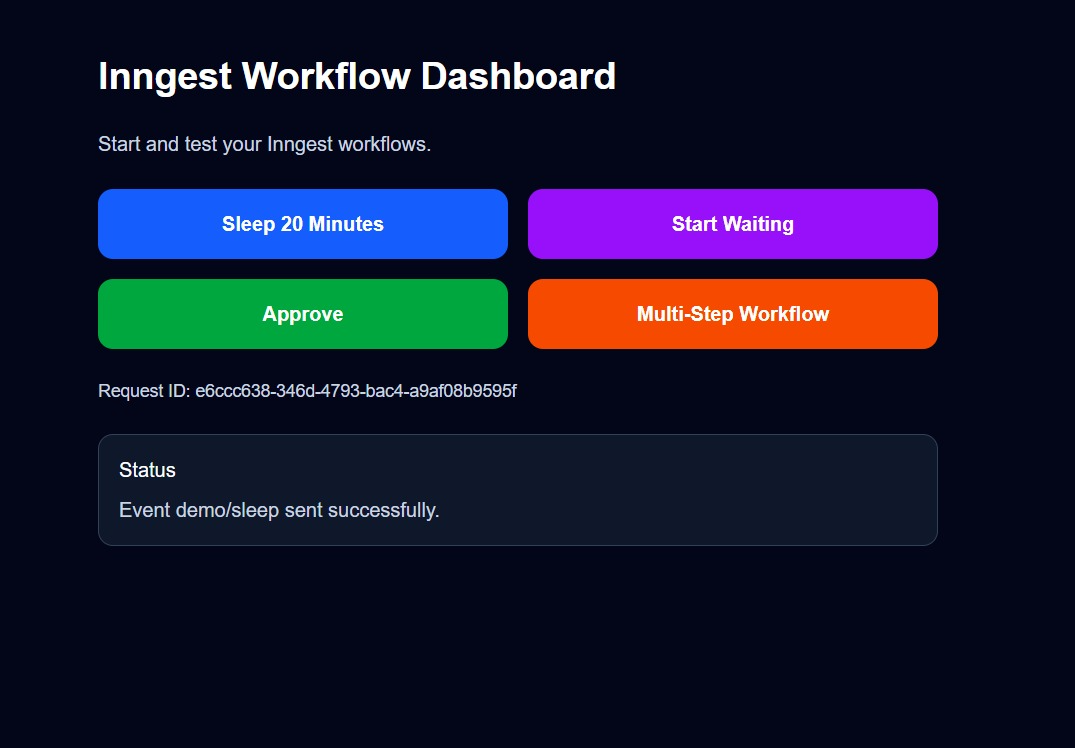 Inngest Workflow Dashboard
Start and test your Inngest workflows.
Sleep 20 Minutes
Start Waiting
Approve
Multi-Step Workflow
Request ID: e6ccc638-346d-4793-bac4-a9af08b9595f
Status
Event demo/sleep sent successfully.